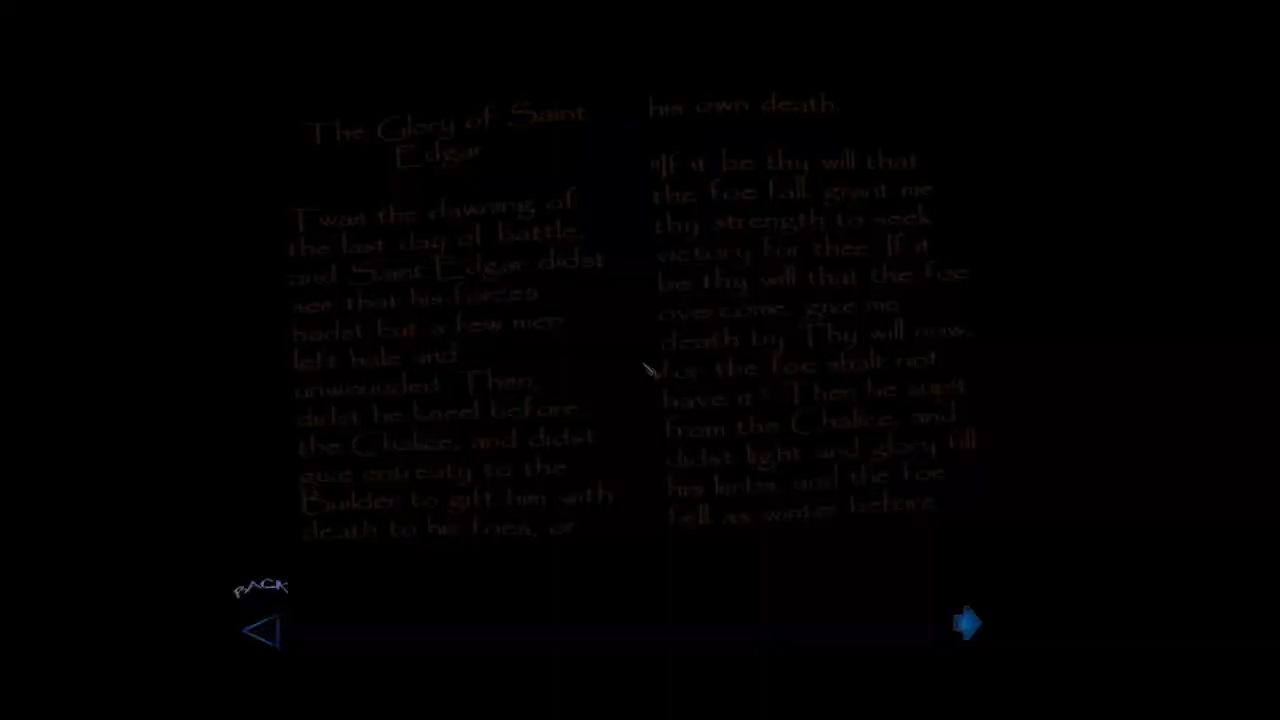 The Glory of Saint
Edgar
Twas the dawning of
the last day of battle,
and Saint Edgar didst
see that his forces
hadst but a few men
left hale and
unwounded. Then,
didst he kneel before
the Chalice, and didst
give entreaty to the
Builder to gift him with
death to his foes, or
his own death.
"If it be thy will that
the foe fall, grant me
thy strength to seek
victory for thee. If it
be thy will that the foe
overcome, give me
death by Thy will now,
for the foe shalt not
have it." Then he supt
from the Chalice, and
didst light and glory fill
his limbs, and the foe
fell as winter before
BACK